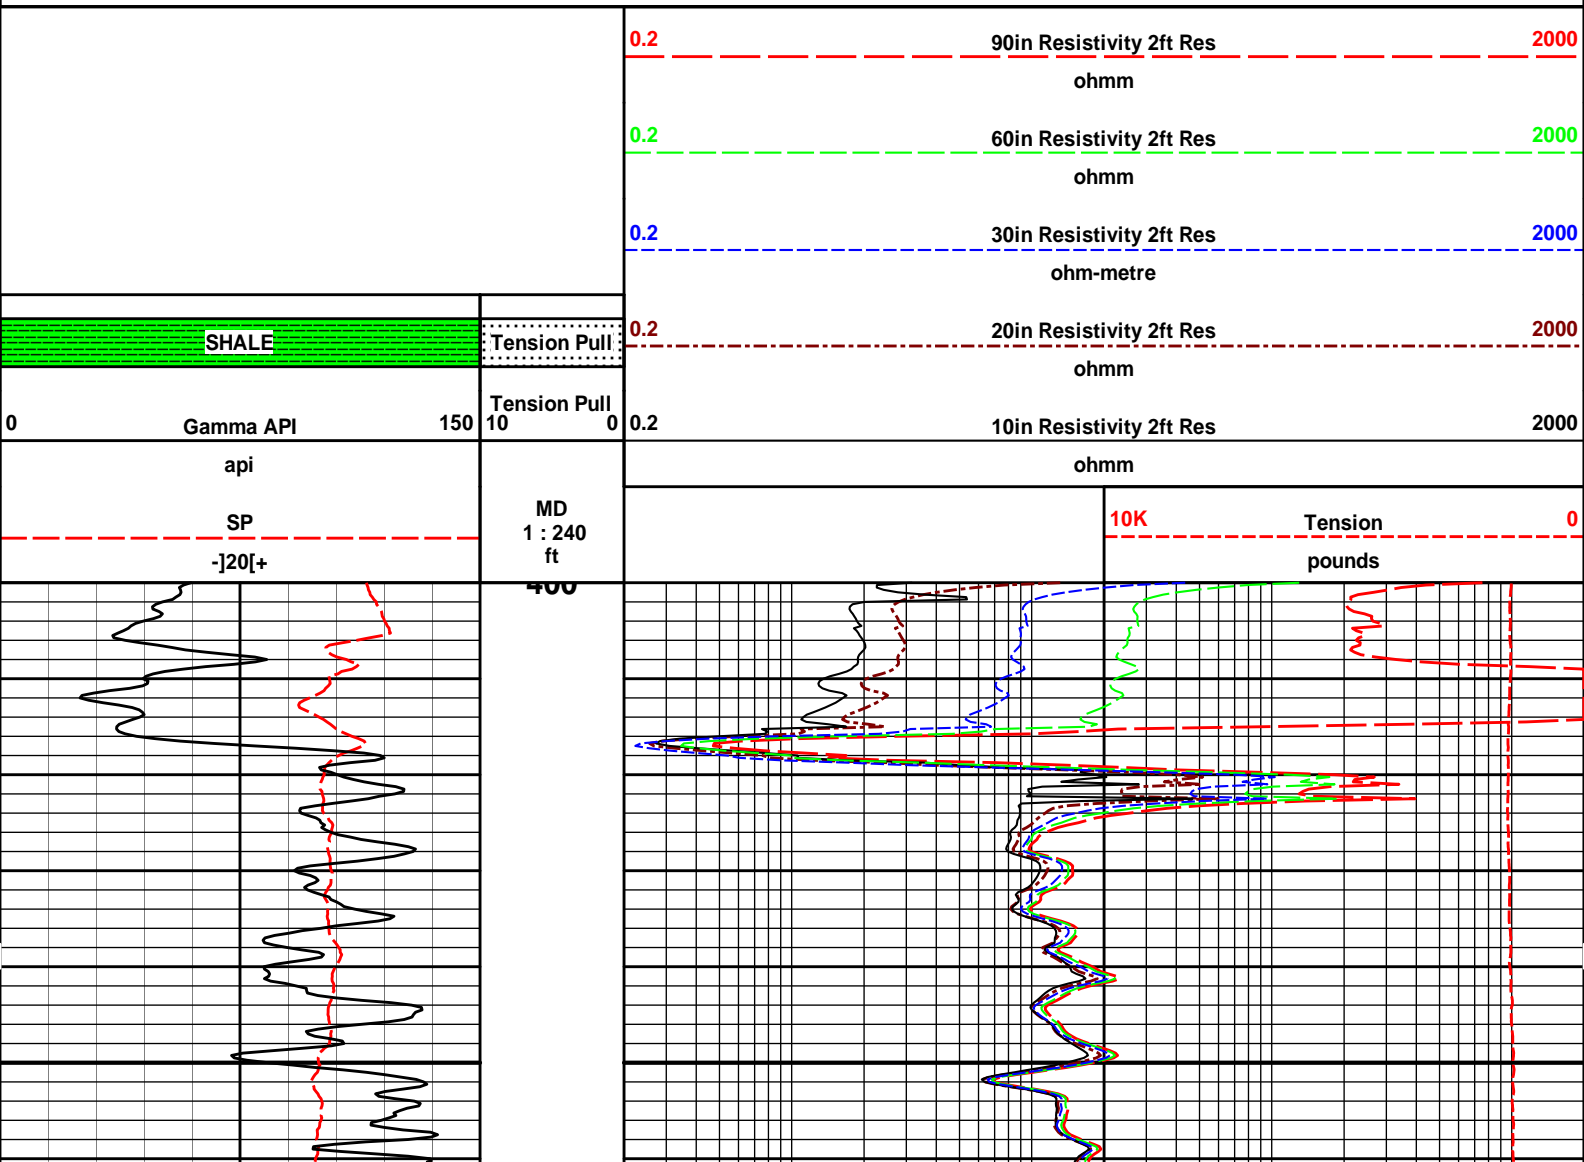 0.2 90in Resistivity 2ft Res 2000
ohmm
0.2 60in Resistivity 2ft Res 2000
ohmm
0.2 30in Resistivity 2ft Res 2000
ohm-metre
SHALE
Tension Pull
0.2 20in Resistivity 2ft Res 2000
ohmm
Tension Pull
0 Gamma API 150
10 0
0.2 10in Resistivity 2ft Res 2000
api
ohmm
SP
-]20[+
MD
1 : 240
ft
10K Tension 0
pounds
400